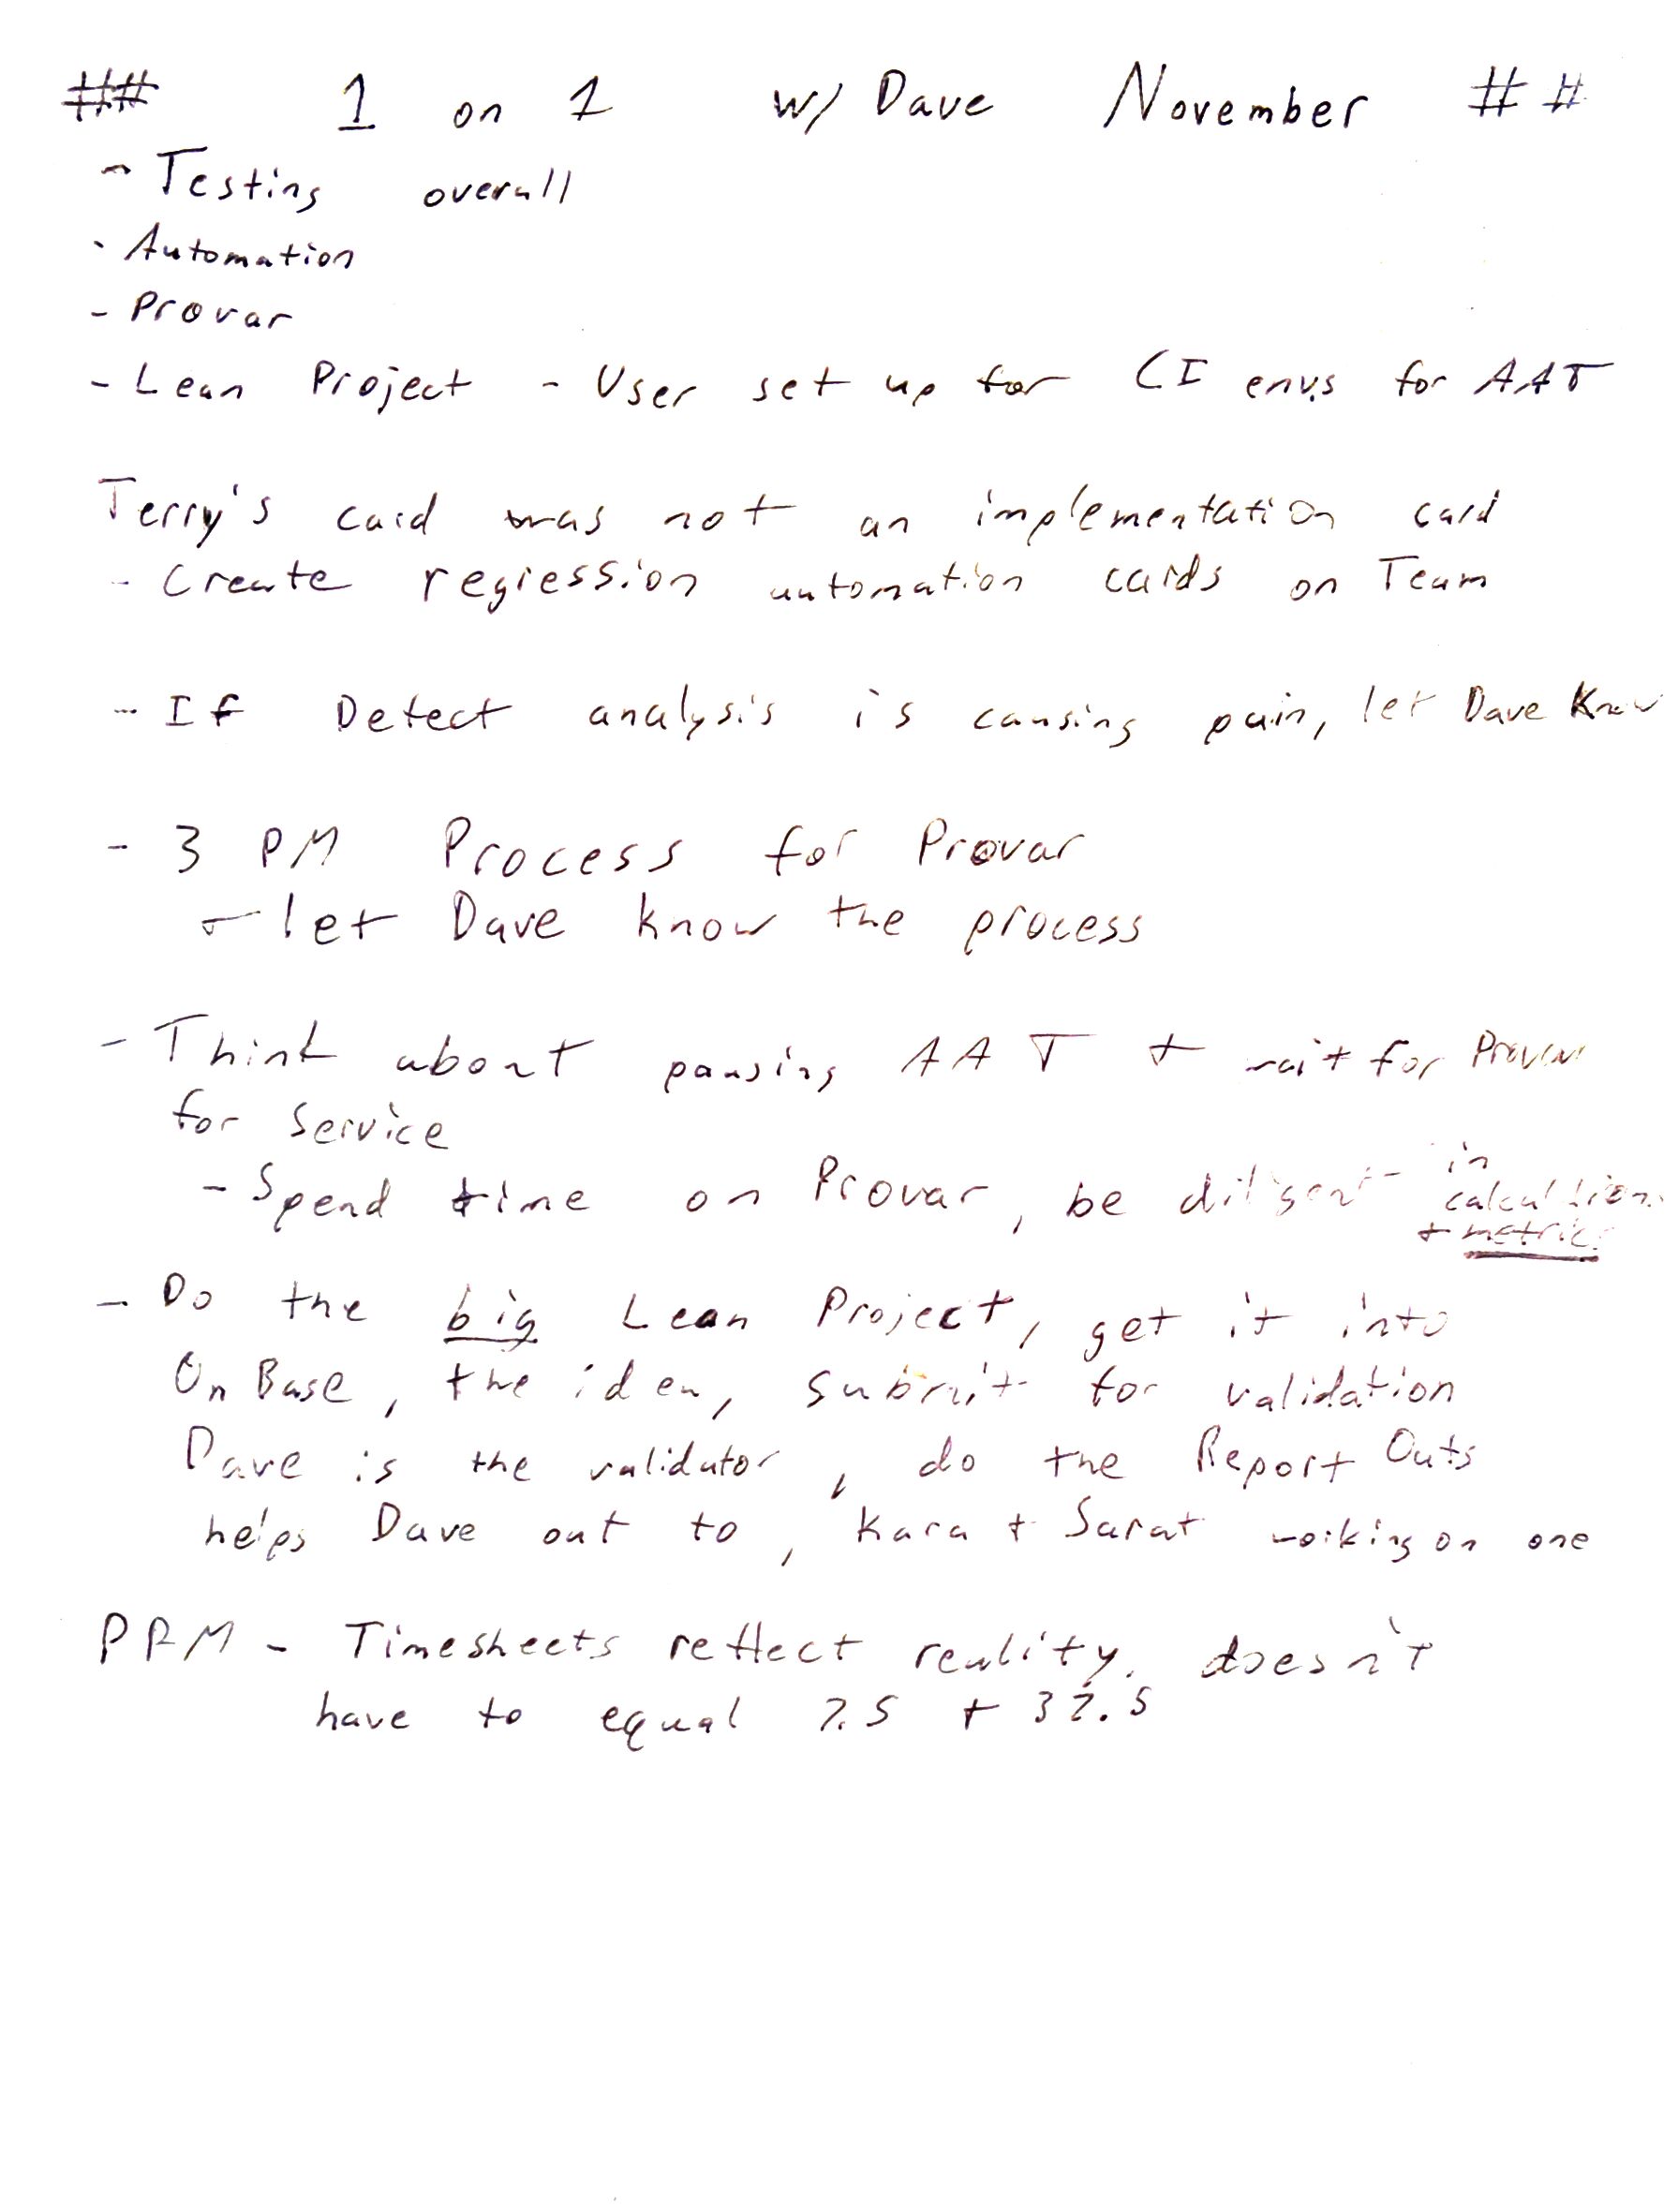 ## 1 on 1 w/ Dave November ##
- Testing overall
- Automation
- Provar
- Lean Project - User set up for CI envs for AAT
Terry's card was not an implementation card
- Create regression automation cards on Team
- If Defect analysis is causing pain, let Dave Know
- 3 PM Process for Provar
- let Dave know the process
- Think about pausing AAT + wait for Provar
for Service
- Spend time on Provar, be diligent in
calculations
+ metrics
- Do the big Lean Project, get it into
OnBase, the idea, submit for validation
Dave is the validator, do the Report Outs
helps Dave out to, Kara + Sarat working on one
PPM - Timesheets reflect reality, doesn't
have to equal 7.5 + 37.5